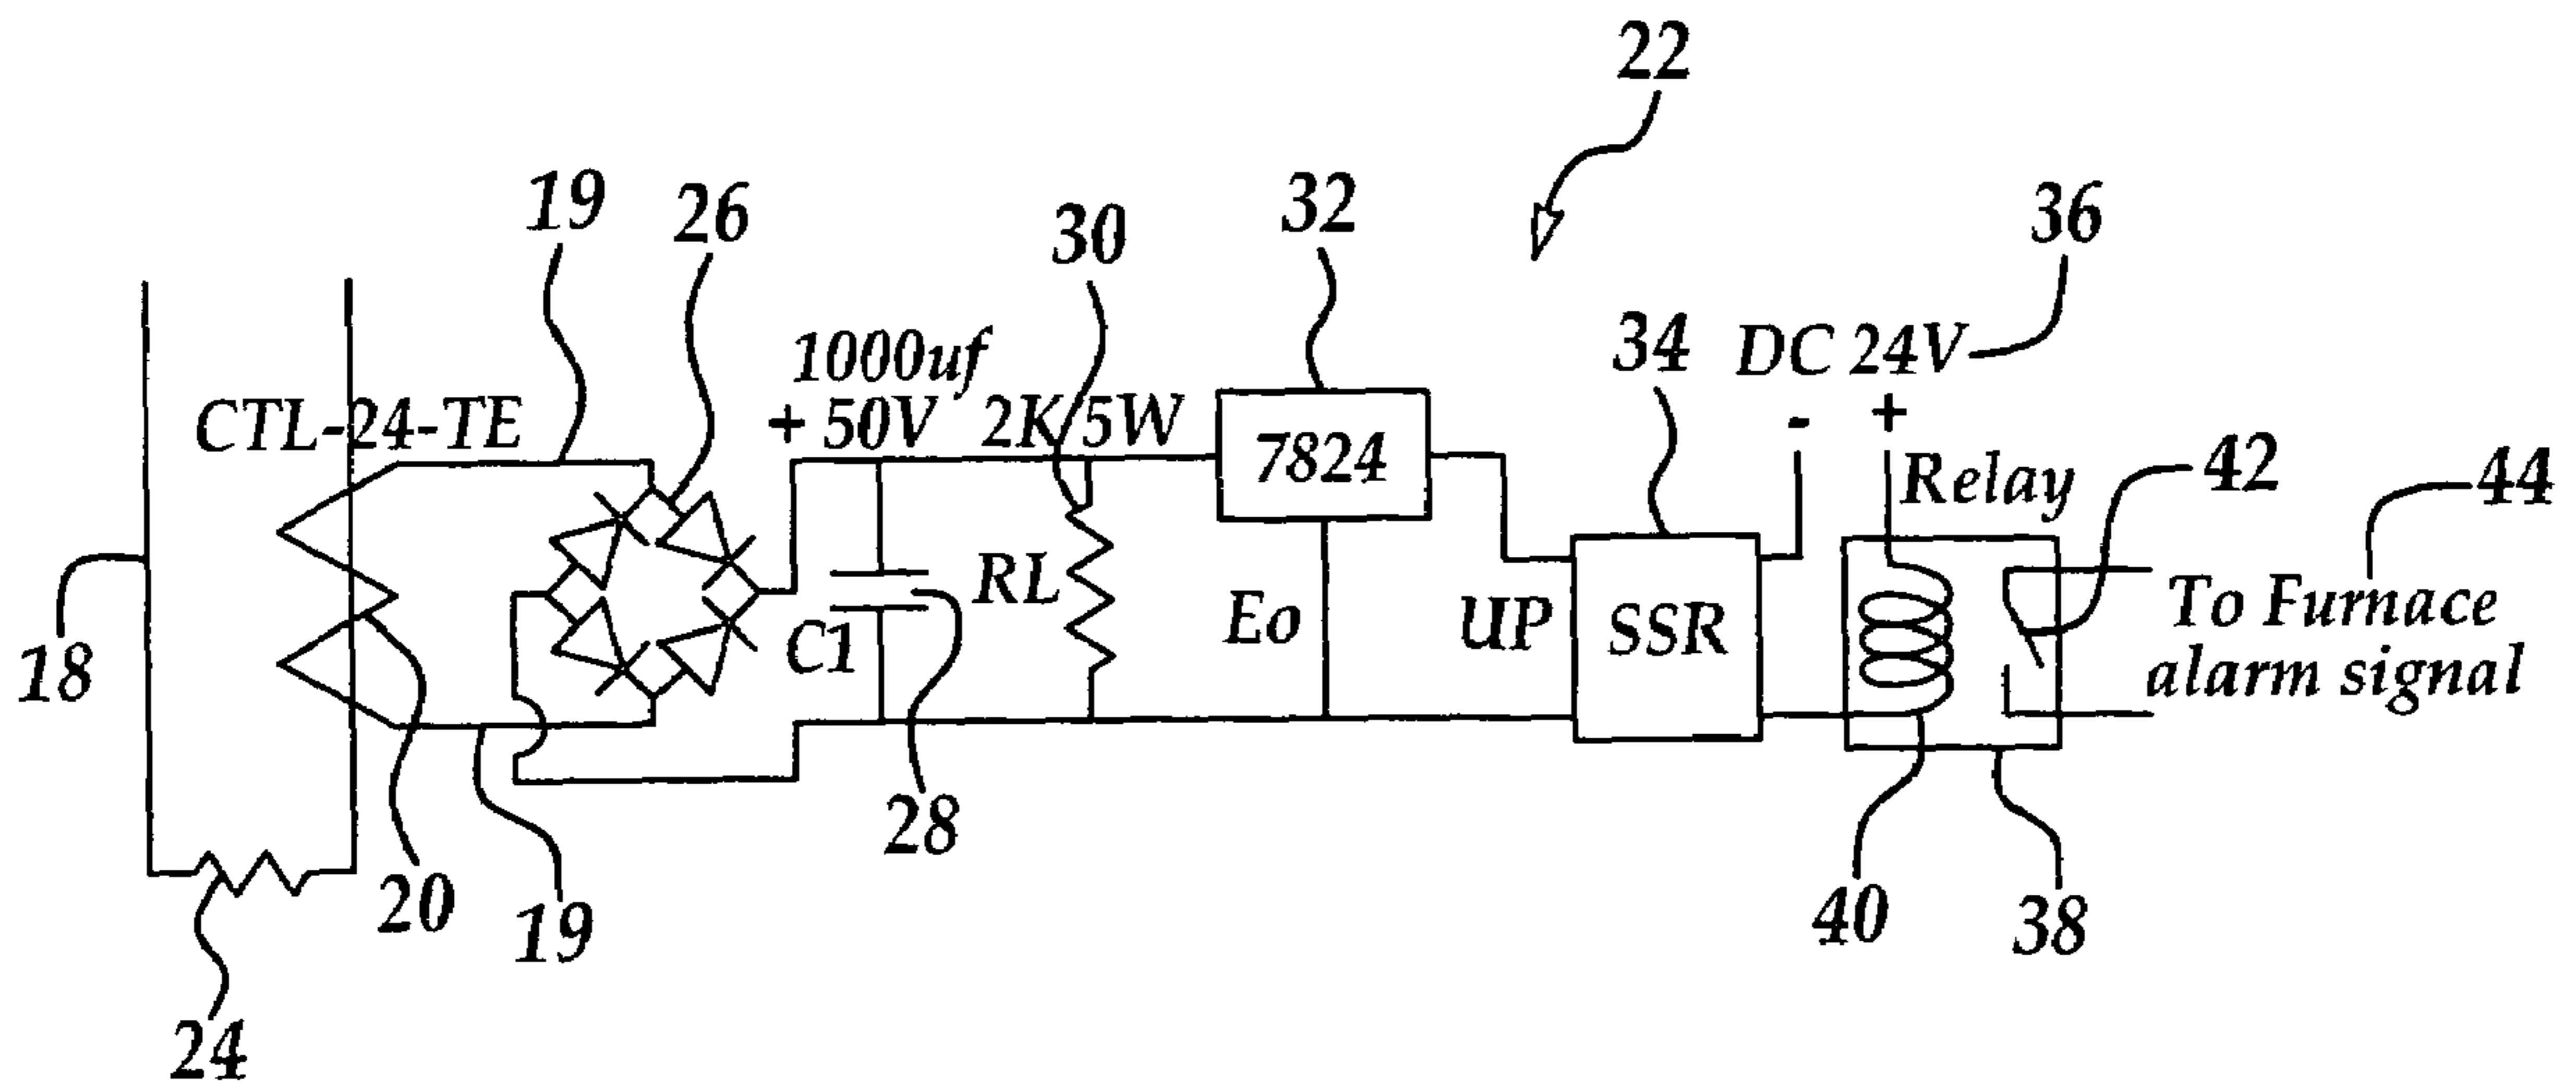 22
19
26
30
32
36
34
DC 24V
1000uf
+ 50V
2K 5W
CTL-24-TE
7824
- +
Relay
42
44
18
C1
RL
Eo
UP
SSR
To Furnace
alarm signal
20
19
28
40
38
24